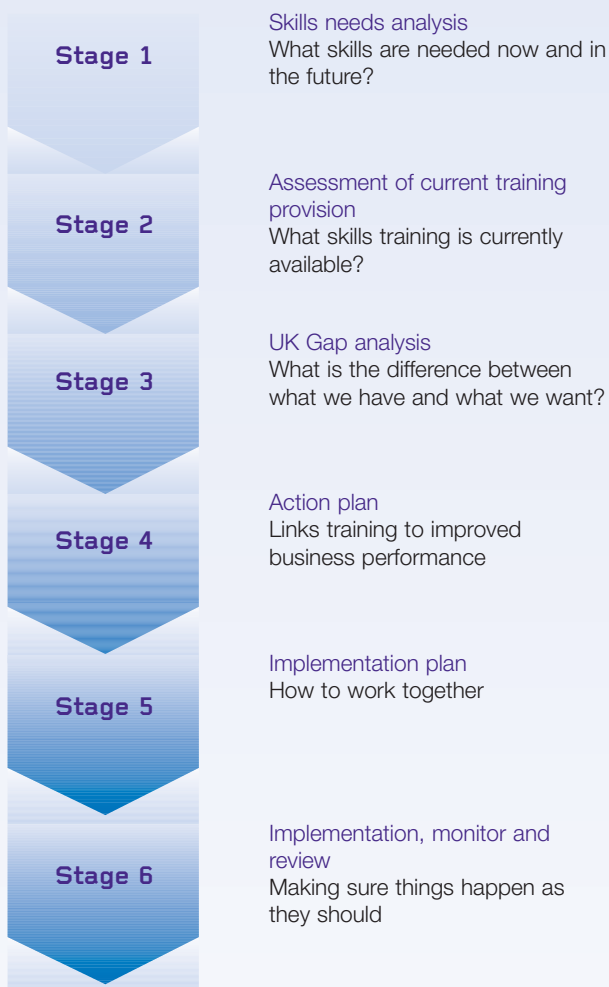 Stage 1
Skills needs analysis
What skills are needed now and in
the future?
Stage 2
Assessment of current training
provision
What skills training is currently
available?
Stage 3
UK Gap analysis
What is the difference between
what we have and what we want?
Stage 4
Action plan
Links training to improved
business performance
Stage 5
Implementation plan
How to work together
Stage 6
Implementation, monitor and
review
Making sure things happen as
they should